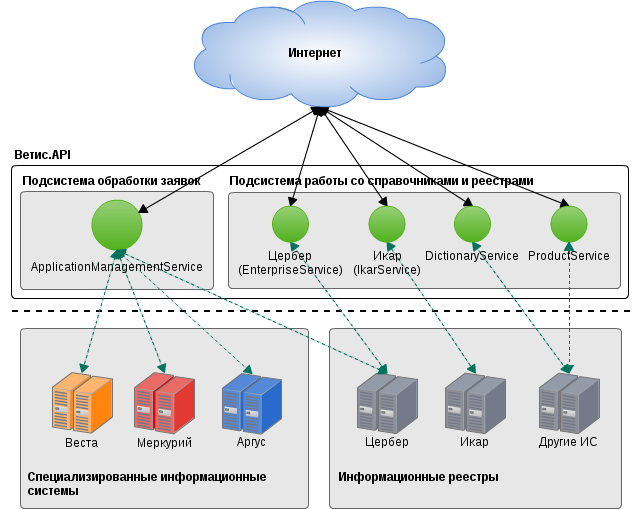 Интернет
Ветис.API
Подсистема обработки заявок
Подсистема работы со справочниками и реестрами
ApplicationManagementService
Цербер
(EnterpriseService)
Икар
(IkarService)
DictionaryService
ProductService
Веста
Меркурий
Аргус
Цербер
Икар
Другие ИС
Специализированные информационные
системы
Информационные реестры